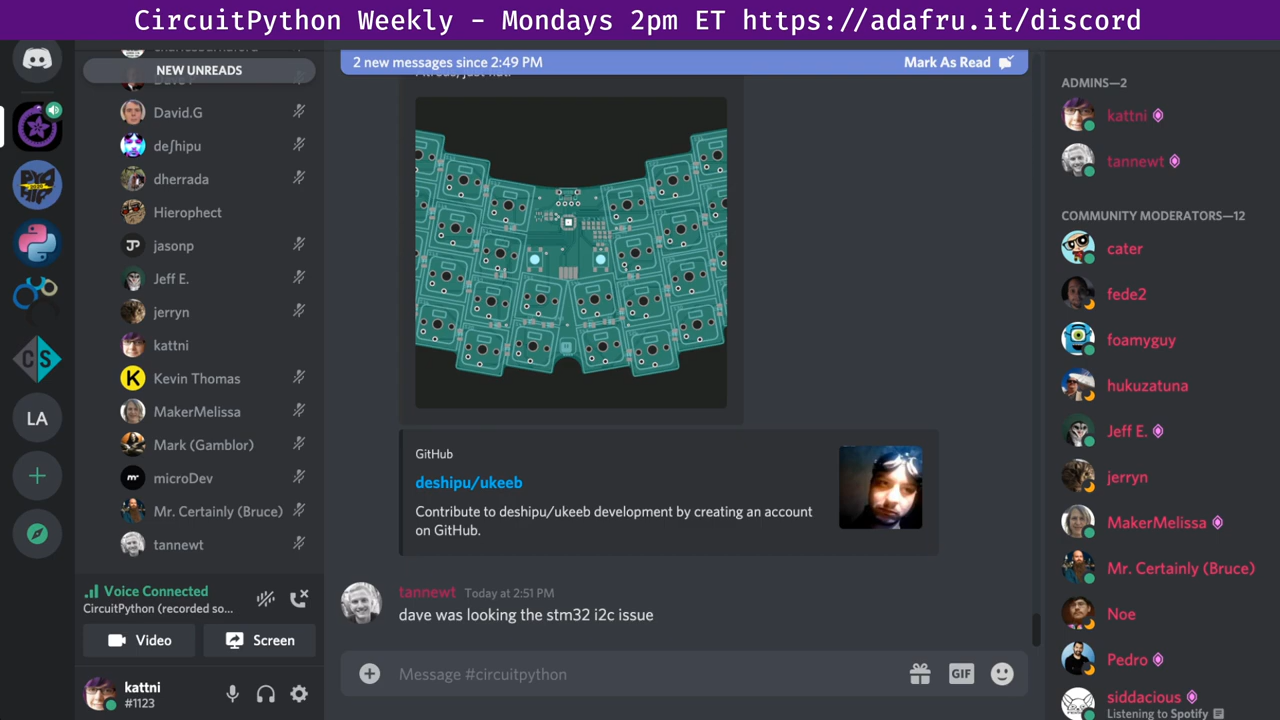 CircuitPython Weekly - Mondays 2pm ET https://adafru.it/discord
NEW UNREADS
David.G
deʃhipu
dherrada
Hierophect
JP
jasonp
Jeff E.
jerryn
kattni
K
Kevin Thomas
MakerMelissa
Mark (Gamblor)
microDev
Mr. Certainly (Bruce)
tannewt
Voice Connected
CircuitPython (recorded so...
Video
Screen
kattni
#1123
CS
LA
2 new messages since 2:49 PM
Mark As Read
GitHub
deshipu/ukeeb
Contribute to deshipu/ukeeb development by creating an account
on GitHub.
tannewt Today at 2:51 PM
dave was looking the stm32 i2c issue
Message #circuitpython
GIF
ADMINS—2
kattni
tannewt
COMMUNITY MODERATORS—12
cater
fede2
foamyguy
hukuzatuna
Jeff E.
jerryn
MakerMelissa
Mr. Certainly (Bruce)
Noe
Pedro
siddacious
Listening to Spotify